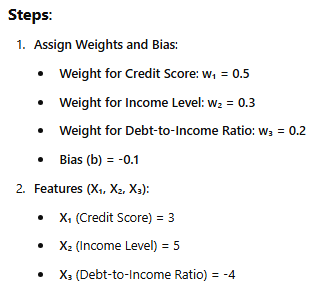 Steps:
1. Assign Weights and Bias:
• Weight for Credit Score: w₁ = 0.5
• Weight for Income Level: w₂ = 0.3
• Weight for Debt-to-Income Ratio: w₃ = 0.2
• Bias (b) = -0.1
2. Features (X₁, X₂, X₃):
• X₁ (Credit Score) = 3
• X₂ (Income Level) = 5
• X₃ (Debt-to-Income Ratio) = -4